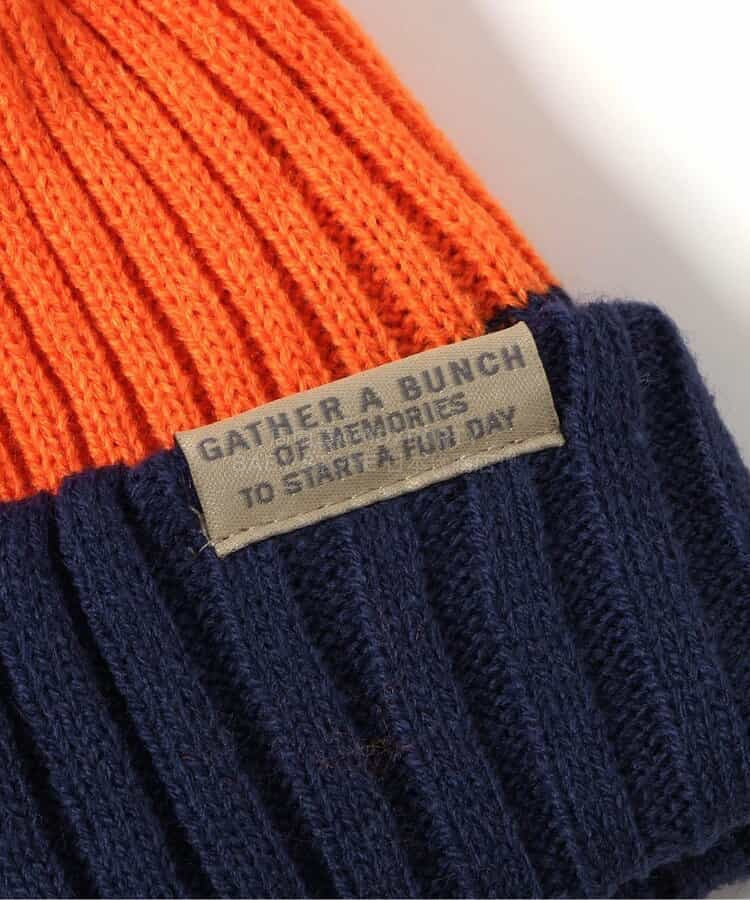 GATHER A BUNCH
OF MEMORIES
TO START A FUN DAY